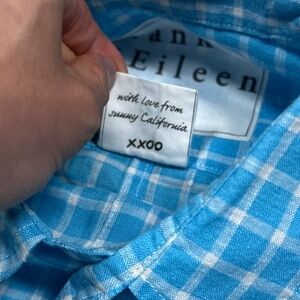 ank
Eileen
with love from
sunny California
XXOO